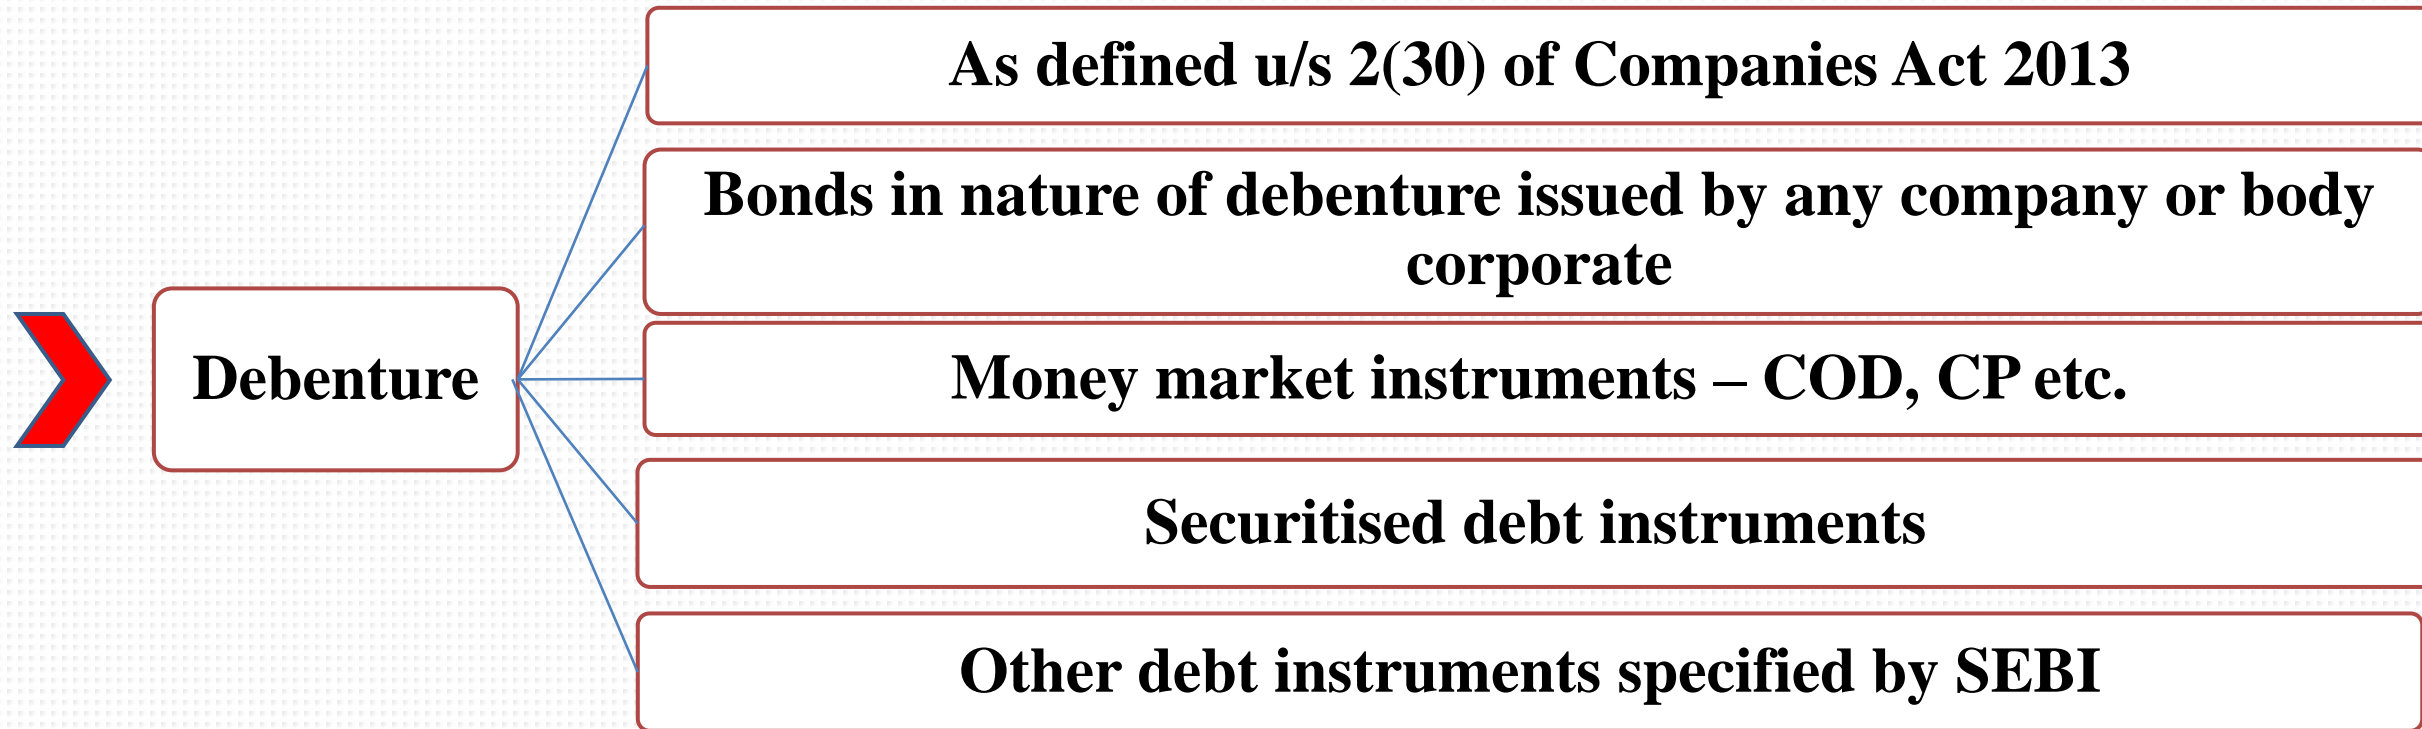 As defined u/s 2(30) of Companies Act 2013
Bonds in nature of debenture issued by any company or body
corporate
Debenture
Money market instruments – COD, CP etc.
Securitised debt instruments
Other debt instruments specified by SEBI